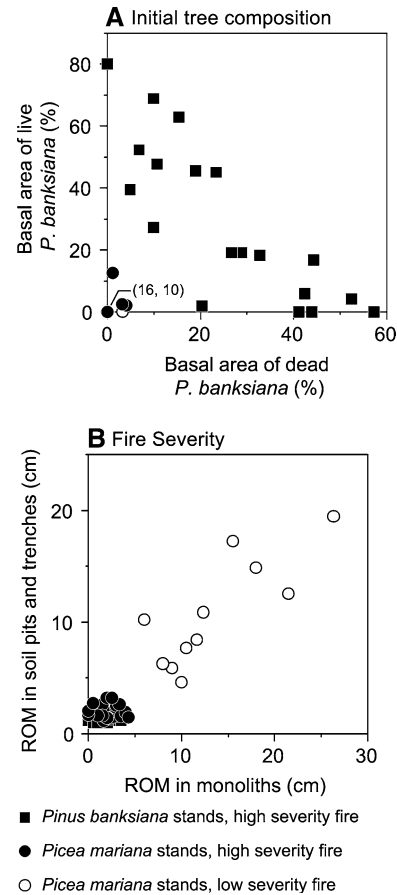 A Initial tree composition
Basal area of live
P. banksiana (%)
80
60
40
20
0
(16, 10)
0
20
40
60
Basal area of dead
P. banksiana (%)
B Fire Severity
ROM in soil pits and trenches (cm)
20
10
0
0
10
20
30
ROM in monoliths (cm)
Pinus banksiana stands, high severity fire
Picea mariana stands, high severity fire
Picea mariana stands, low severity fire